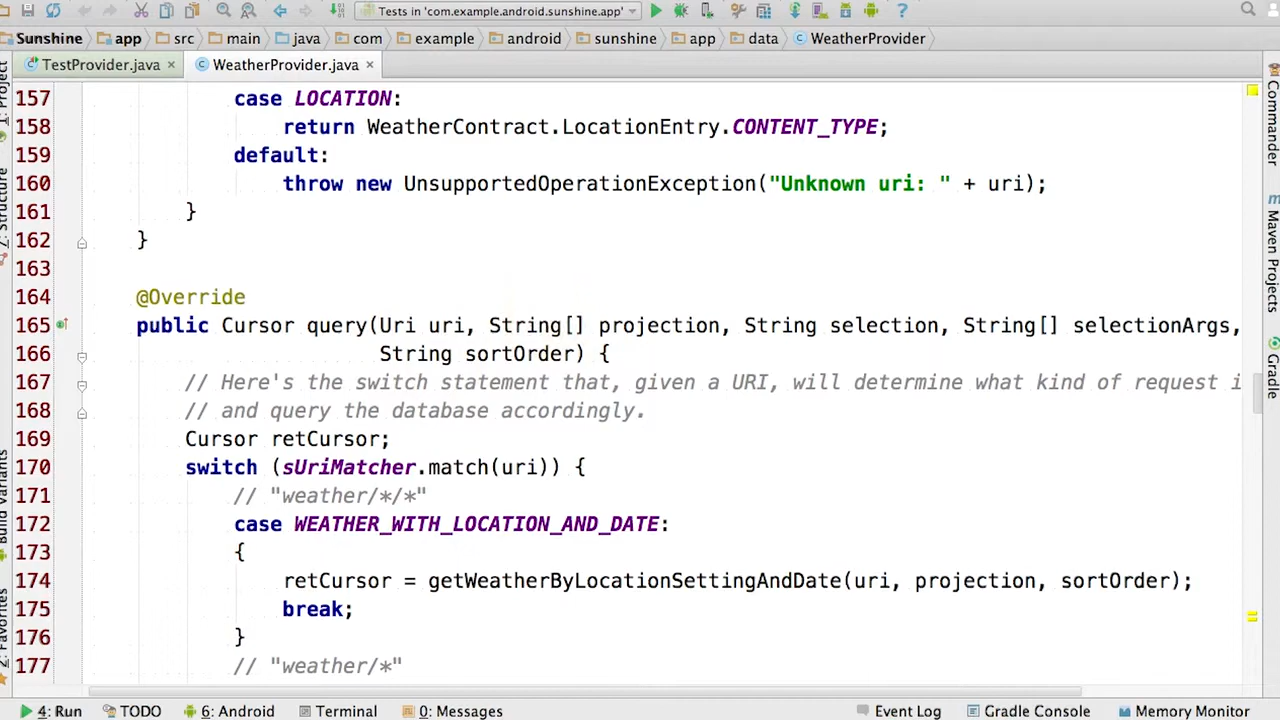 Tests in 'com.example.android.sunshine.app'
Sunshine app src main java com example android sunshine app data WeatherProvider
TestProvider.java WeatherProvider.java
157 case LOCATION:
158 return WeatherContract.LocationEntry.CONTENT_TYPE;
159 default:
160 throw new UnsupportedOperationException("Unknown uri: " + uri);
161 }
162 }
163
164 @Override
165 public Cursor query(Uri uri, String[] projection, String selection, String[] selectionArgs,
166 String sortOrder) {
167 // Here's the switch statement that, given a URI, will determine what kind of request i
168 // and query the database accordingly.
169 Cursor retCursor;
170 switch (sUriMatcher.match(uri)) {
171 // "weather/*/*"
172 case WEATHER_WITH_LOCATION_AND_DATE:
173 {
174 retCursor = getWeatherByLocationSettingAndDate(uri, projection, sortOrder);
175 break;
176 }
177 // "weather/*"
1: Project
7: Structure
Build Variants
2: Favorites
Commander
Maven Projects
Gradle
4: Run TODO 6: Android Terminal 0: Messages Event Log Gradle Console Memory Monitor